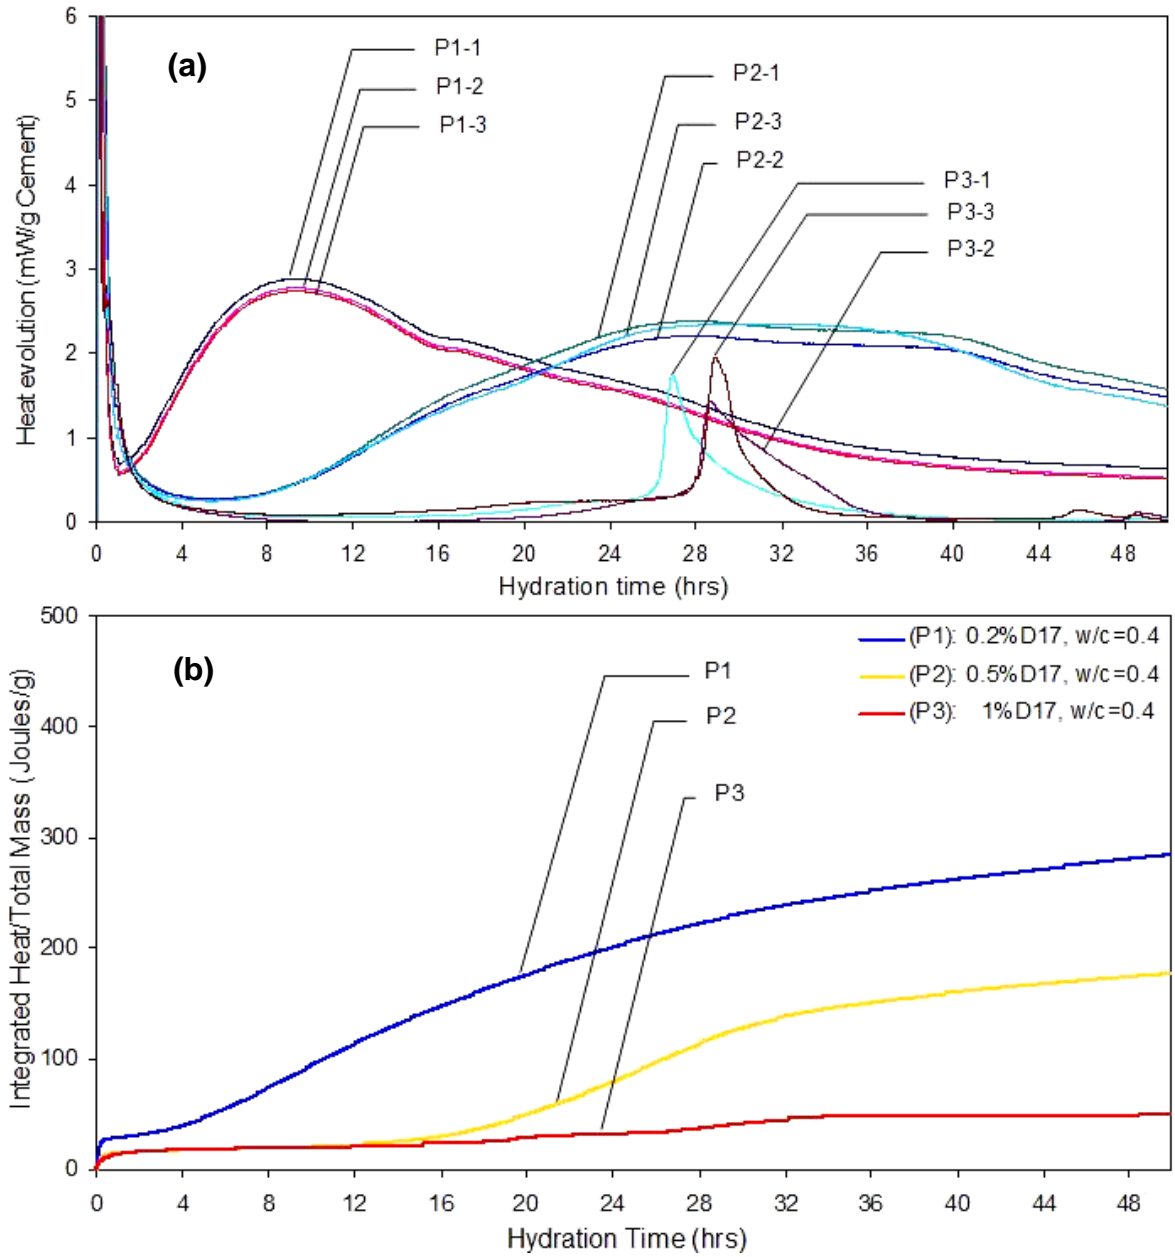 (a)
P1-1
P1-2
P1-3
P2-1
P2-3
P2-2
P3-1
P3-3
P3-2
Heat evolution (mW/g Cement)
6
5
4
3
2
1
0
0 4 8 12 16 20 24 28 32 36 40 44 48
Hydration time (hrs)
(b)
(P1): 0.2%D17, w/c=0.4
(P2): 0.5%D17, w/c=0.4
(P3): 1%D17, w/c=0.4
P1
P2
P3
Integrated Heat/Total Mass (Joules/g)
500
400
300
200
100
0
0 4 8 12 16 20 24 28 32 36 40 44 48
Hydration Time (hrs)